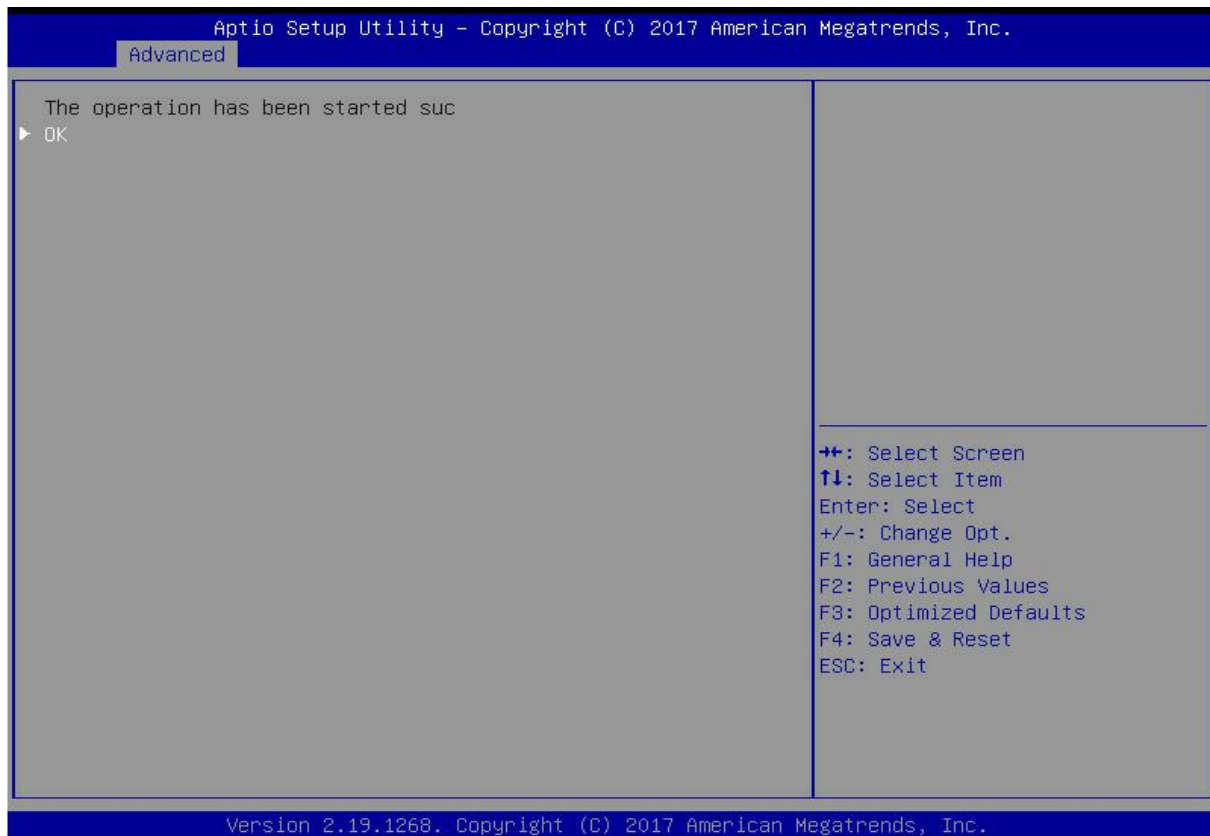 Aptio Setup Utility – Copyright (C) 2017 American Megatrends, Inc.
Advanced
The operation has been started suc
► OK
→←: Select Screen
↑↓: Select Item
Enter: Select
+/-: Change Opt.
F1: General Help
F2: Previous Values
F3: Optimized Defaults
F4: Save & Reset
ESC: Exit
Version 2.19.1268. Copyright (C) 2017 American Megatrends, Inc.